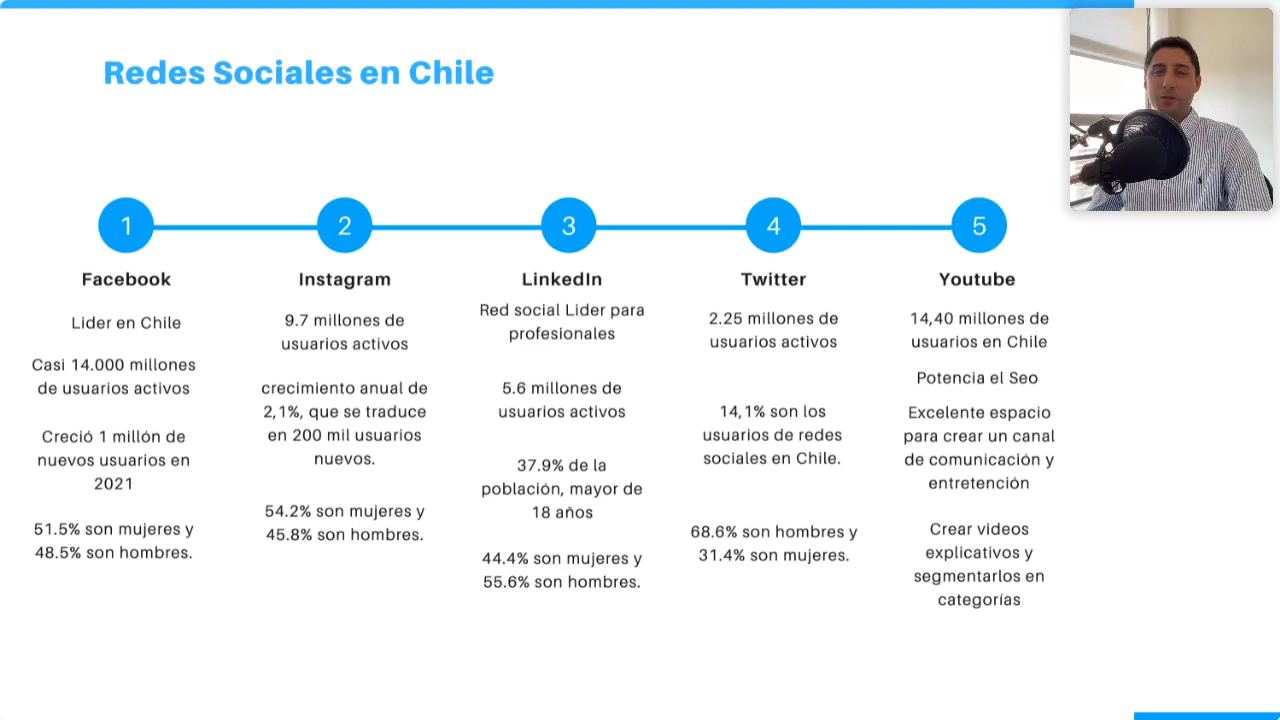 Redes Sociales en Chile
1
Facebook
Lider en Chile
Casi 14.000 millones
de usuarios activos
Creció 1 millón de
nuevos usuarios en
2021
51.5% son mujeres y
48.5% son hombres.
2
Instagram
9.7 millones de
usuarios activos
crecimiento anual de
2,1%, que se traduce
en 200 mil usuarios
nuevos.
54.2% son mujeres y
45.8% son hombres.
3
LinkedIn
Red social Lider para
profesionales
5.6 millones de
usuarios activos
37.9% de la
población, mayor de
18 años
44.4% son mujeres y
55.6% son hombres.
4
Twitter
2.25 millones de
usuarios activos
14,1% son los
usuarios de redes
sociales en Chile.
68.6% son hombres y
31.4% son mujeres.
5
Youtube
14,40 millones de
usuarios en Chile
Potencia el Seo
Excelente espacio
para crear un canal
de comunicación y
entretención
Crear videos
explicativos y
segmentarlos en
categorías